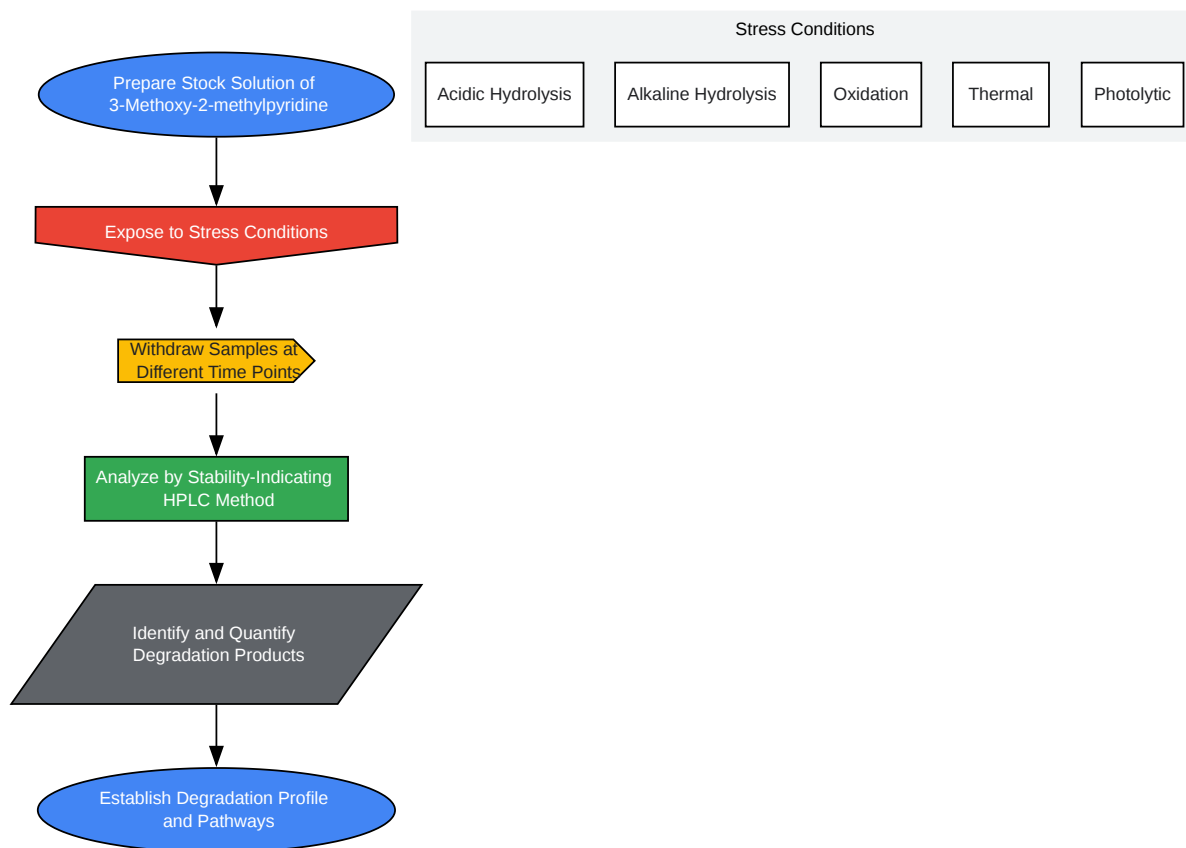 Prepare Stock Solution of
3-Methoxy-2-methylpyridine
Expose to Stress Conditions
Withdraw Samples at
Different Time Points
Analyze by Stability-Indicating
HPLC Method
Identify and Quantify
Degradation Products
Establish Degradation Profile
and Pathways
Stress Conditions
Acidic Hydrolysis
Alkaline Hydrolysis
Oxidation
Thermal
Photolytic